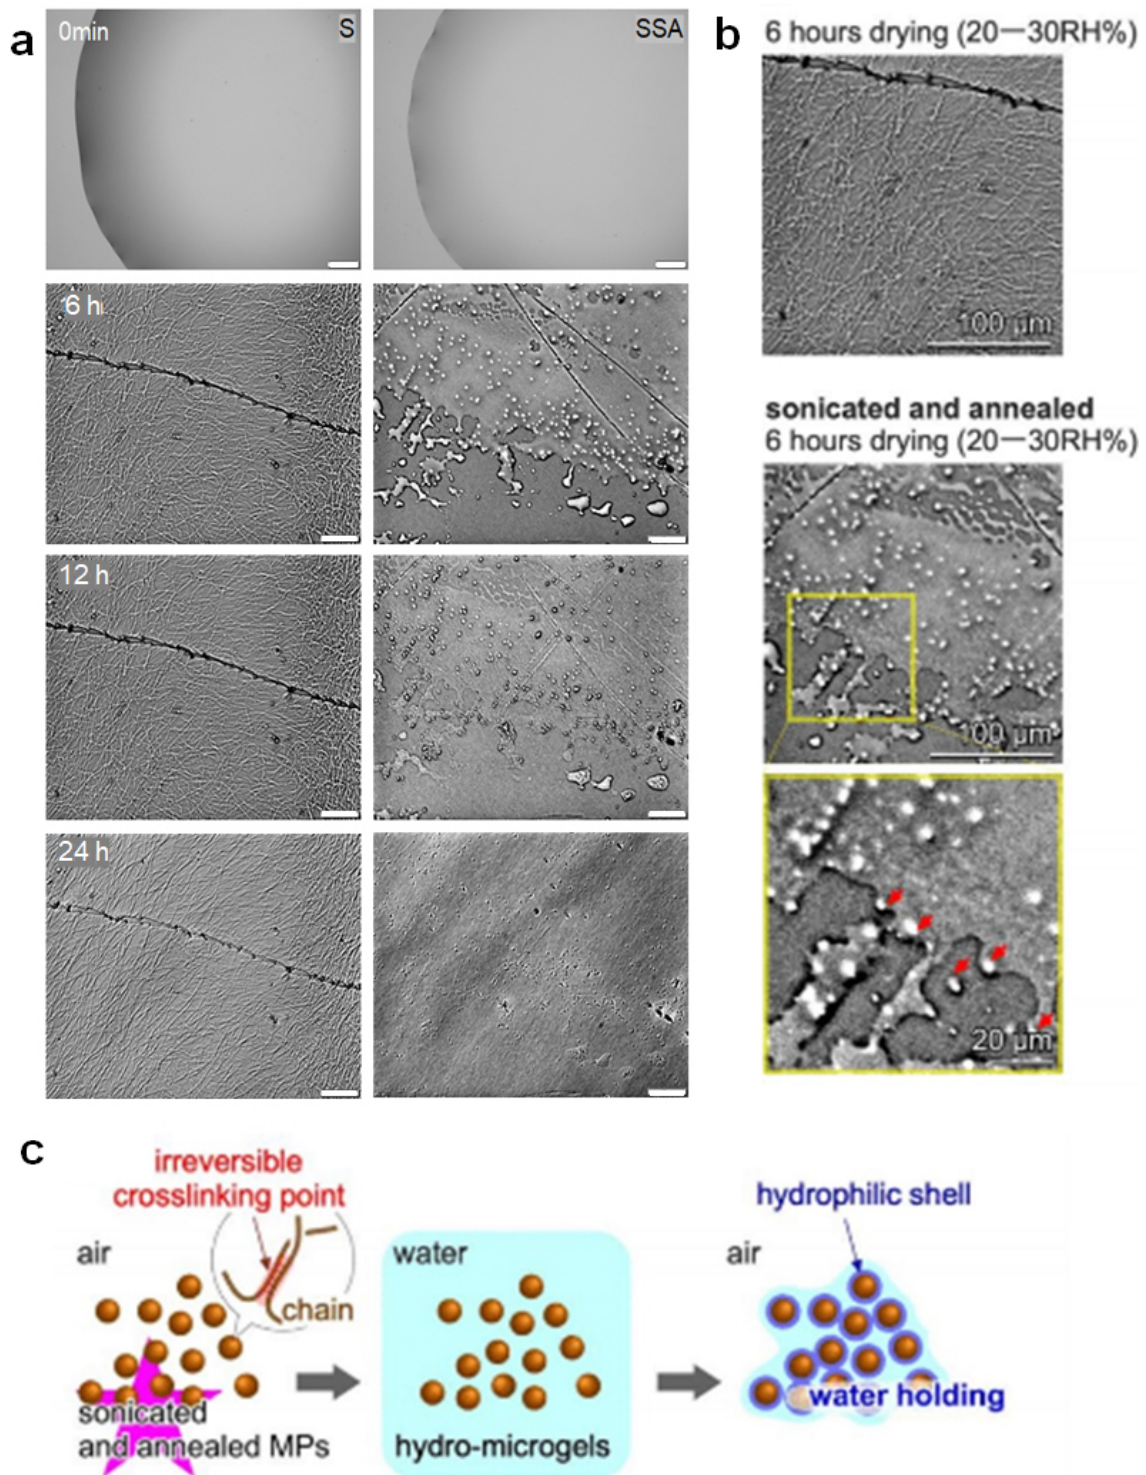 a
0min
S
SSA
6 h
12 h
24 h
b
6 hours drying (20—30RH%)
100 µm
sonicated and annealed
6 hours drying (20—30RH%)
100 µm
20 µm
c
irreversible
crosslinking point
air
chain
sonicated
and annealed MPs
water
hydro-microgels
hydrophilic shell
air
water holding